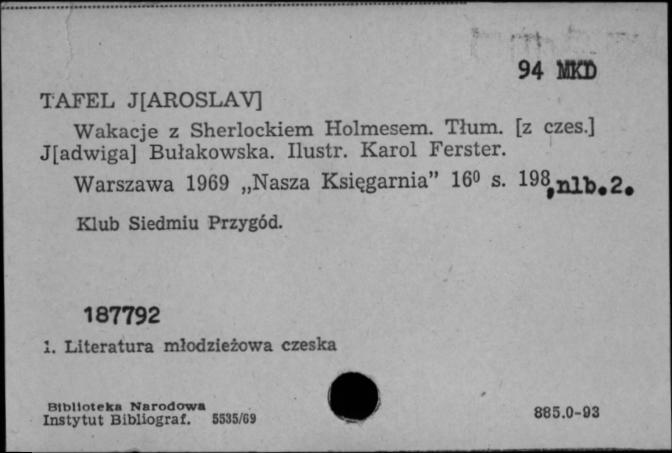 94 MKD
TAFEL J[AROSLAV]
Wakacje z Sherlockiem Holmesem. Tłum. [z czes.]
J[adwiga] Bułakowska. Ilustr. Karol Ferster.
Warszawa 1969 „Nasza Księgarnia” 16⁰ s. 198,nlb.2.
Klub Siedmiu Przygód.
187792
1. Literatura młodzieżowa czeska
Biblioteka Narodowa
Instytut Bibliograf. 5535/69
885.0-93